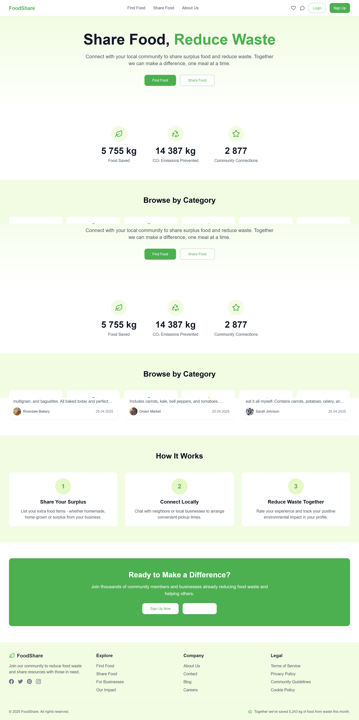 FoodShare
Find Food Share Food About Us
Login
Sign Up
Share Food, Reduce Waste
Connect with your local community to share surplus food and reduce waste. Together
we can make a difference, one meal at a time.
Find Food
Share Food
5 755 kg
Food Saved
14 387 kg
CO₂ Emissions Prevented
2 877
Community Connections
Browse by Category
Connect with your local community to share surplus food and reduce waste. Together
we can make a difference, one meal at a time.
Find Food
Share Food
5 755 kg
Food Saved
14 387 kg
CO₂ Emissions Prevented
2 877
Community Connections
Browse by Category
multigrain, and baguettes. All baked today and perfect…
Riverdale Bakery
25.04.2025
Includes carrots, kale, bell peppers, and tomatoes.…
Green Market
25.04.2025
eat it all myself. Contains carrots, potatoes, celery, an…
Sarah Johnson
25.04.2025
How It Works
1
Share Your Surplus
List your extra food items - whether homemade,
home-grown or surplus from your business.
2
Connect Locally
Chat with neighbors or local businesses to arrange
convenient pickup times.
3
Reduce Waste Together
Rate your experience and track your positive
environmental impact in your profile.
Ready to Make a Difference?
Join thousands of community members and businesses already reducing food waste and
helping others.
Sign Up Now
FoodShare
Join our community to reduce food waste
and share resources with those in need.
Explore
Find Food
Share Food
For Businesses
Our Impact
Company
About Us
Contact
Blog
Careers
Legal
Terms of Service
Privacy Policy
Community Guidelines
Cookie Policy
Together we've saved 5,243 kg of food from waste this month.